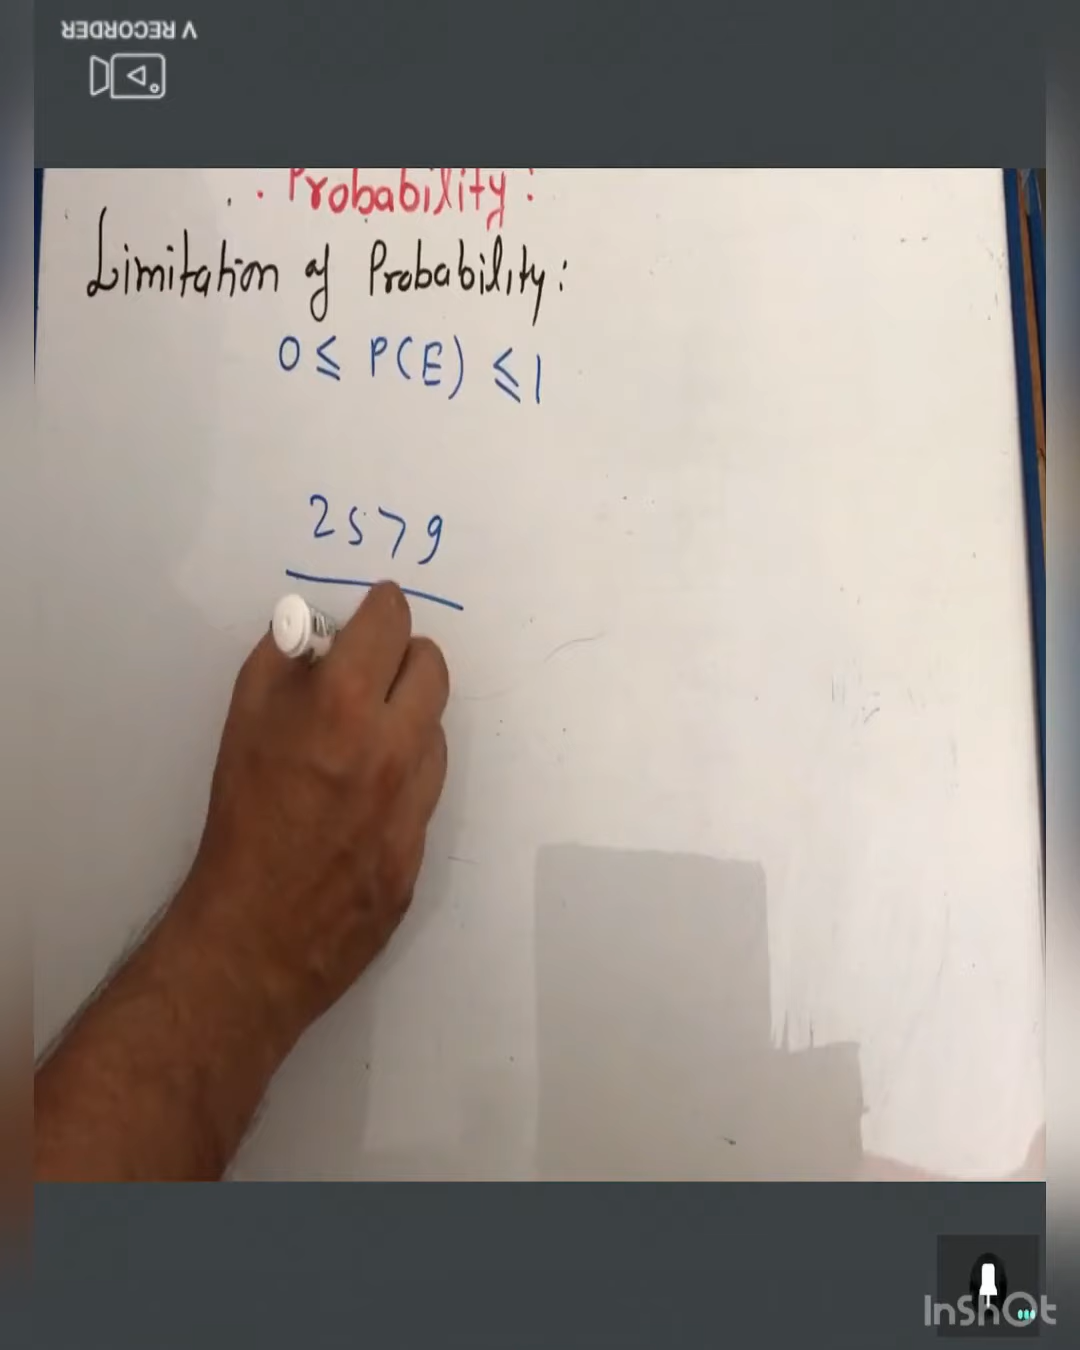 V RECORDER
Probability:
Limitation of Probability:
0 ≤ P(E) ≤ 1
2579
InShOt